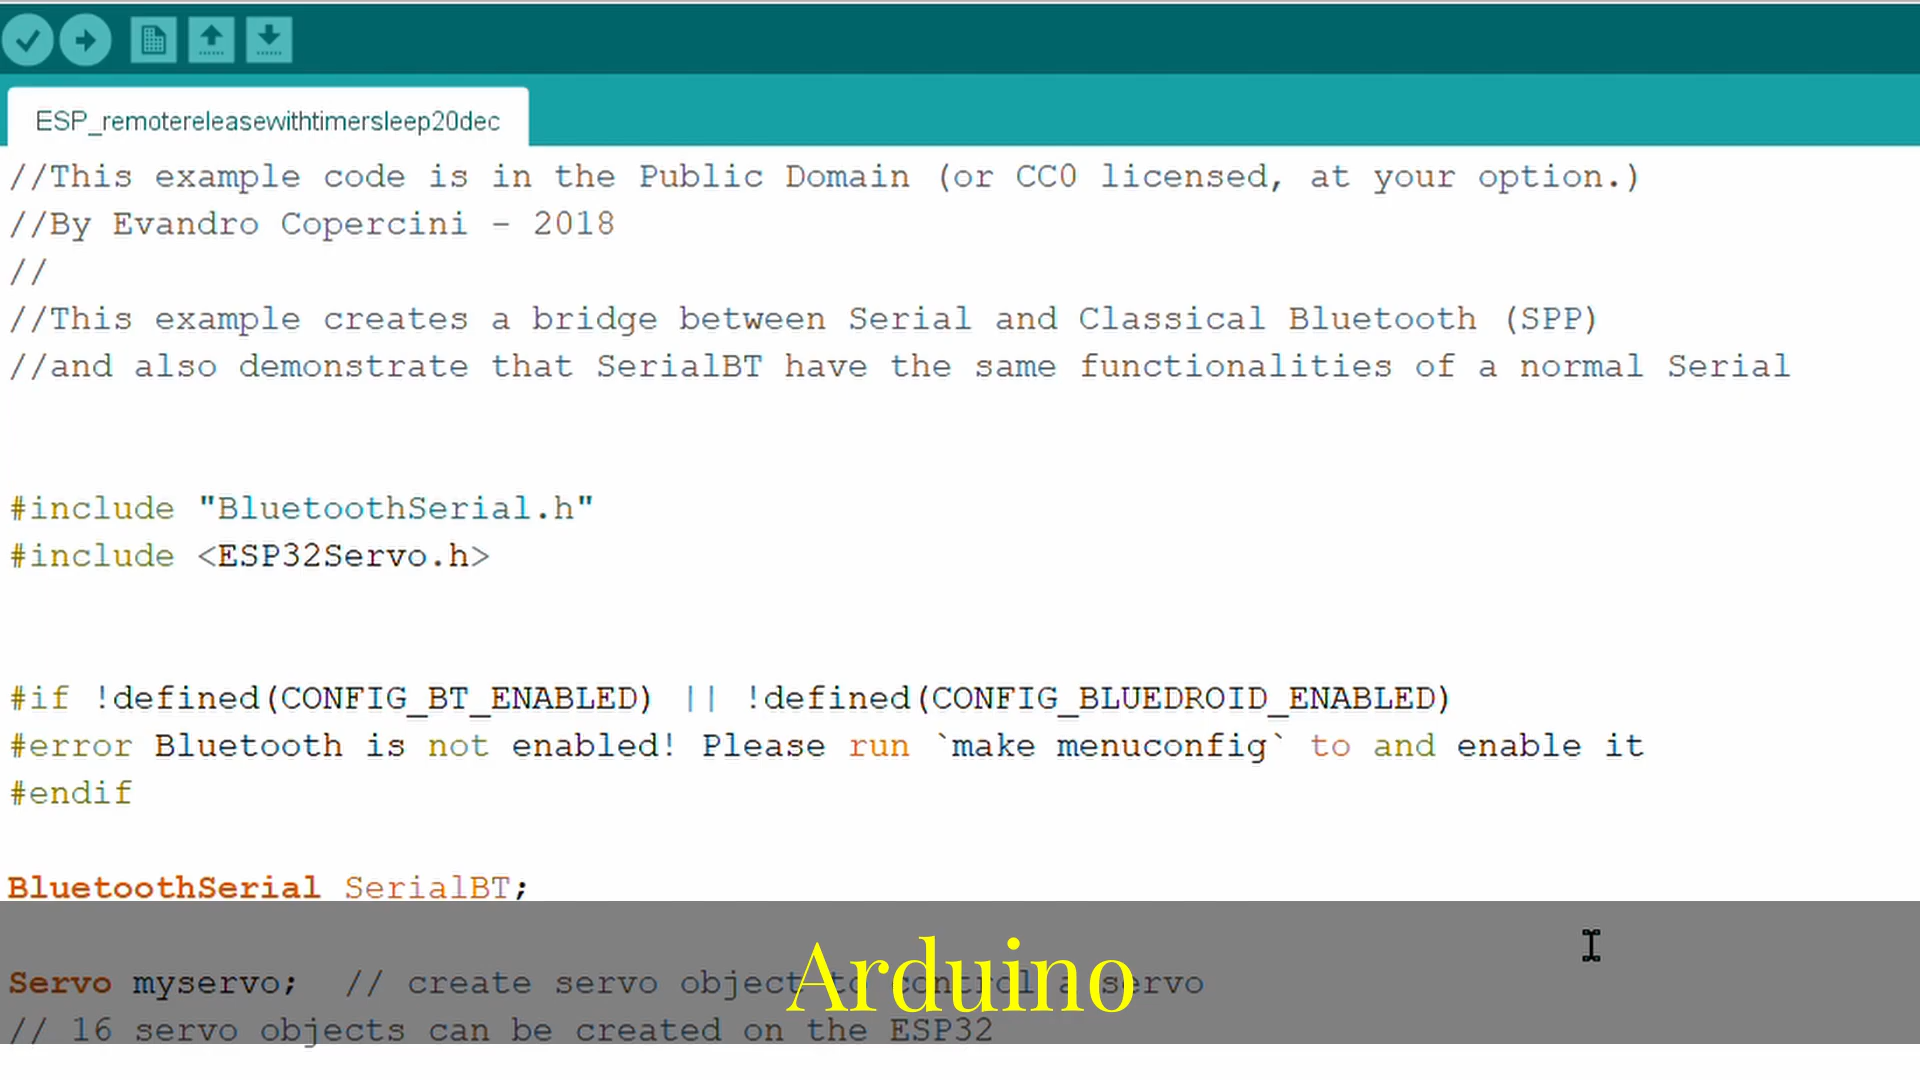 ESP_remotereleasewithtimersleep20dec
//This example code is in the Public Domain (or CC0 licensed, at your option.)
//By Evandro Copercini - 2018
//
//This example creates a bridge between Serial and Classical Bluetooth (SPP)
//and also demonstrate that SerialBT have the same functionalities of a normal Serial
#include "BluetoothSerial.h"
#include <ESP32Servo.h>
#if !defined(CONFIG_BT_ENABLED) || !defined(CONFIG_BLUEDROID_ENABLED)
#error Bluetooth is not enabled! Please run `make menuconfig` to and enable it
#endif
BluetoothSerial SerialBT;
Servo myservo;  // create servo object to control a servo
// 16 servo objects can be created on the ESP32
Arduino